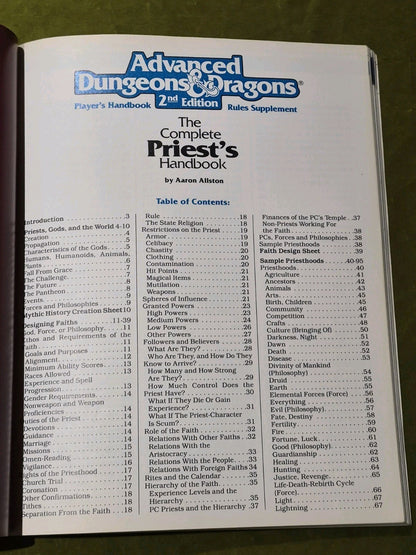 Advanced
Dungeons & Dragons®
Player's Handbook 2nd Edition Rules Supplement
The
Complete
Priest's
Handbook
by Aaron Allston
Table of Contents:
Introduction . . . 3
Priests, Gods, and the World 4-10
Creation . . . 4
Propagation . . . 5
Characteristics of the Gods . . . 5
Humans, Humanoids, Animals,
Plants . . . 6
Fall From Grace . . . 7
The Challenge . . . 7
The Future . . . 8
The Pantheon . . . 8
Events . . . 9
Forces and Philosophies . . . 9
Mythic History Creation Sheet 10
Designing Faiths . . . 11-39
God, Force, or Philosophy . . . 11
Ethos and Requirements of the
Faith . . .
Goals and Purposes . . . 11
Alignment . . . 12
Minimum Ability Scores . . . 13
Races Allowed . . . 13
Experience and Spell
Progression . . . 13
Gender Requirements . . . 14
Nonweapon and Weapon
Proficiencies . . . 14
Duties of the Priest . . . 14
Devotions . . . 14
Guidance . . . 14
Marriage . . . 14
Missions . . . 15
Omen-Reading . . . 15
Vigilance . . . 16
Rights of the Priesthood . . . 16
Church Trial . . . 17
Coronation . . . 17
Other Confirmations . . . 18
Tithes . . . 18
Separation From the Faith . . . 18
Rule . . . 18
The State Religion . . . 18
Restrictions on the Priest . . . 19
Armor . . . 19
Celibacy . . . 19
Chastity . . . 20
Clothing . . . 20
Contamination . . . 20
Hit Points . . . 21
Magical Items . . . 21
Mutilation . . . 21
Weapons . . . 21
Spheres of Influence . . . 21
Granted Powers . . . 23
High Powers . . . 23
Medium Powers . . . 24
Low Powers . . . 26
Other Powers . . . 27
Followers and Believers . . . 28
What Are They? . . . 28
Who Are They, and How Do They
Know to Arrive? . . . 29
How Many and How Strong
Are They? . . . 29
How Much Control Does the
Priest Have? . . . 30
What If They Die or Gain
Experience? . . . 31
What If The Priest-Character
Is Scum? . . . 31
Role of the Faith . . . 32
Relations With Other Faiths . . 32
Relations With the
Aristocracy . . . 33
Relations With the People . . . 33
Relations With Foreign Faiths 34
Rites and the Calendar . . . 34
Hierarchy of the Faith . . . 35
Experience Levels and the
Hierarchy . . . 35
PC Priests and the Hierarchy . 37
Finances of the PC's Temple . . 37
Non-Priests Working For
the Faith . . . 38
PCs, Forces and Philosophies . . 38
Sample Priesthoods . . . 38
Faith Design Sheet . . . 39
Sample Priesthoods . . . 40-95
Priesthoods . . . 40
Agriculture . . . 41
Ancestors . . . 42
Animals . . . 43
Arts . . . 44
Birth, Children . . . 45
Community . . . 46
Competition . . . 47
Crafts . . . 48
Culture (Bringing Of) . . . 50
Darkness, Night . . . 51
Dawn . . . 52
Death . . . 52
Disease . . . 53
Divinity of Mankind
(Philosophy) . . . 54
Druid . . . 55
Earth . . . 55
Elemental Forces (Force) . . . 56
Everything . . . 56
Evil (Philosophy) . . . 57
Fate, Destiny . . . 58
Fertility . . . 59
Fire . . . 60
Fortune, Luck . . . 61
Good (Philosophy) . . . 62
Guardianship . . . 62
Healing . . . 63
Hunting . . . 64
Justice, Revenge . . . 65
Life-Death-Rebirth Cycle
(Force) . . . 66
Light . . . 67
Lightning . . . 67